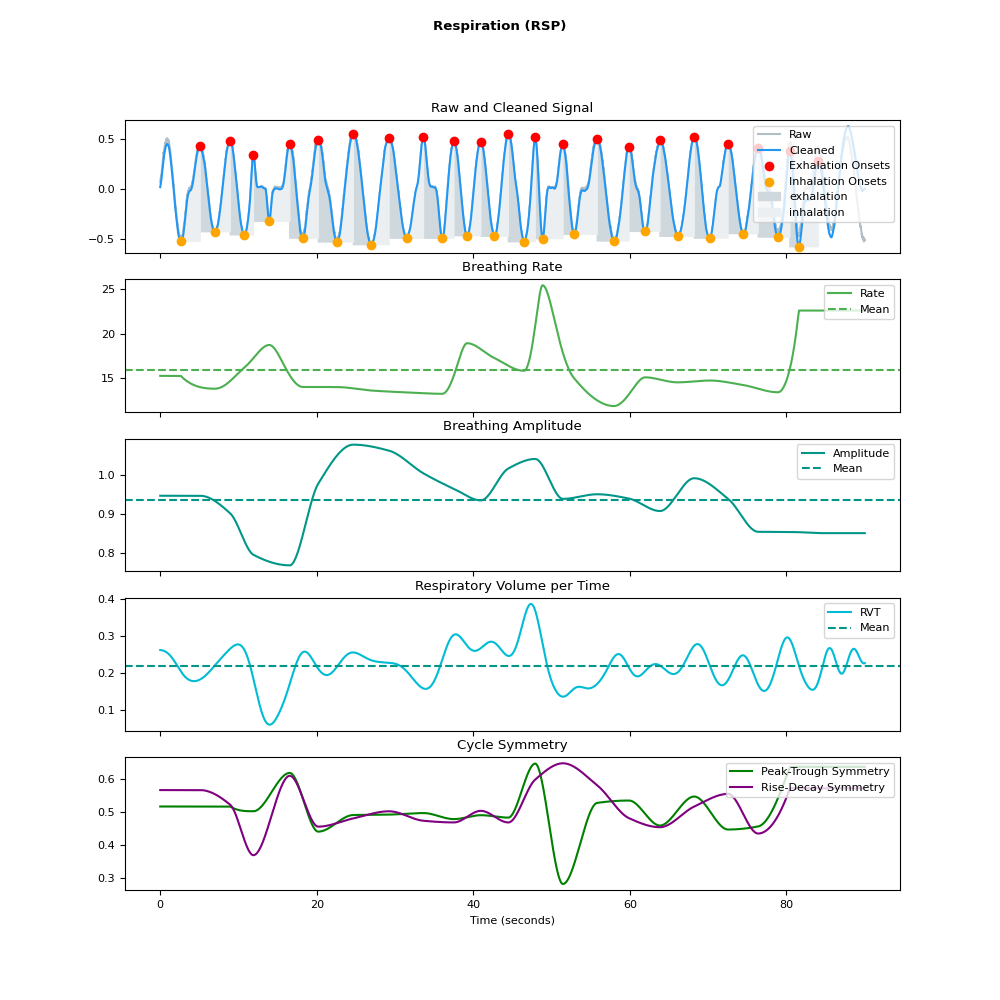 Respiration (RSP)
Raw and Cleaned Signal
0.5
0.0
−0.5
Raw
Cleaned
Exhalation Onsets
Inhalation Onsets
exhalation
inhalation
Breathing Rate
25
20
15
Rate
Mean
Breathing Amplitude
1.0
0.9
0.8
Amplitude
Mean
Respiratory Volume per Time
0.4
0.3
0.2
0.1
RVT
Mean
Cycle Symmetry
0.6
0.5
0.4
0.3
Peak-Trough Symmetry
Rise-Decay Symmetry
0 20 40 60 80
Time (seconds)